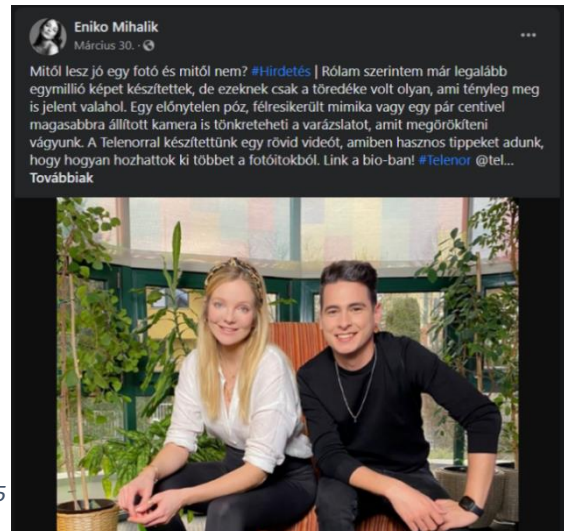 Eniko Mihalik
Március 30. ·
Mitől lesz jó egy fotó és mitől nem? #Hirdetés | Rólam szerintem már legalább
egymillió képet készítettek, de ezeknek csak a töredéke volt olyan, ami tényleg meg
is jelent valahol. Egy előnytelen póz, félresikerült mimika vagy egy pár centivel
magasabbra állított kamera is tönkreteheti a varázslatot, amit megörökíteni
vágyunk. A Telenorral készítettünk egy rövid videót, amiben hasznos tippeket adunk,
hogy hogyan hozhattok ki többet a fotóitokból. Link a bio-ban! #Telenor @tel...
Továbbiak
5